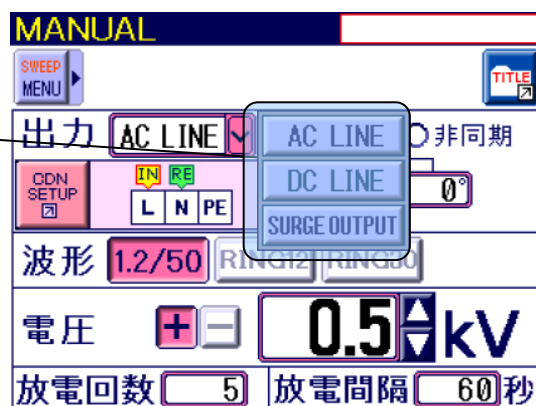 MANUAL
SWEEP
MENU
TITLE
出力 AC LINE AC LINE 非同期
DC LINE
SURGE OUTPUT
CDN
SETUP
IN RE
L N PE
0°
波形 1.2/50 RING12 RING30
電圧 + − 0.5 kV
放電回数 5 放電間隔 60 秒